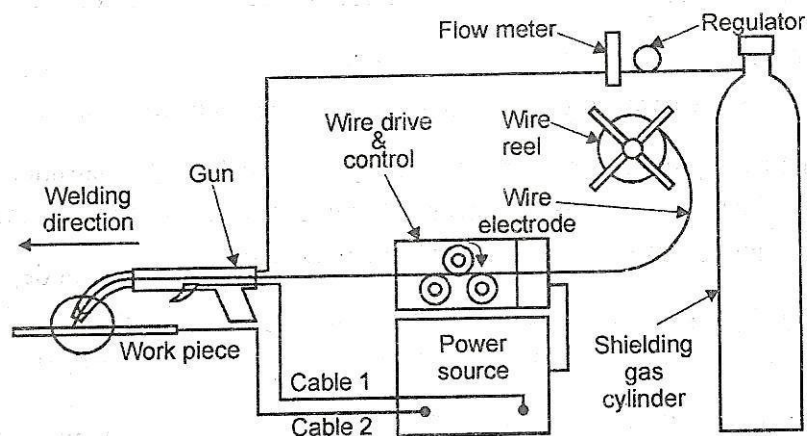 Flow meter
Regulator
Wire drive
&
control
Wire
reel
Gun
Welding
direction
Wire
electrode
Work piece
Power
source
Shielding
gas
cylinder
Cable 1
Cable 2